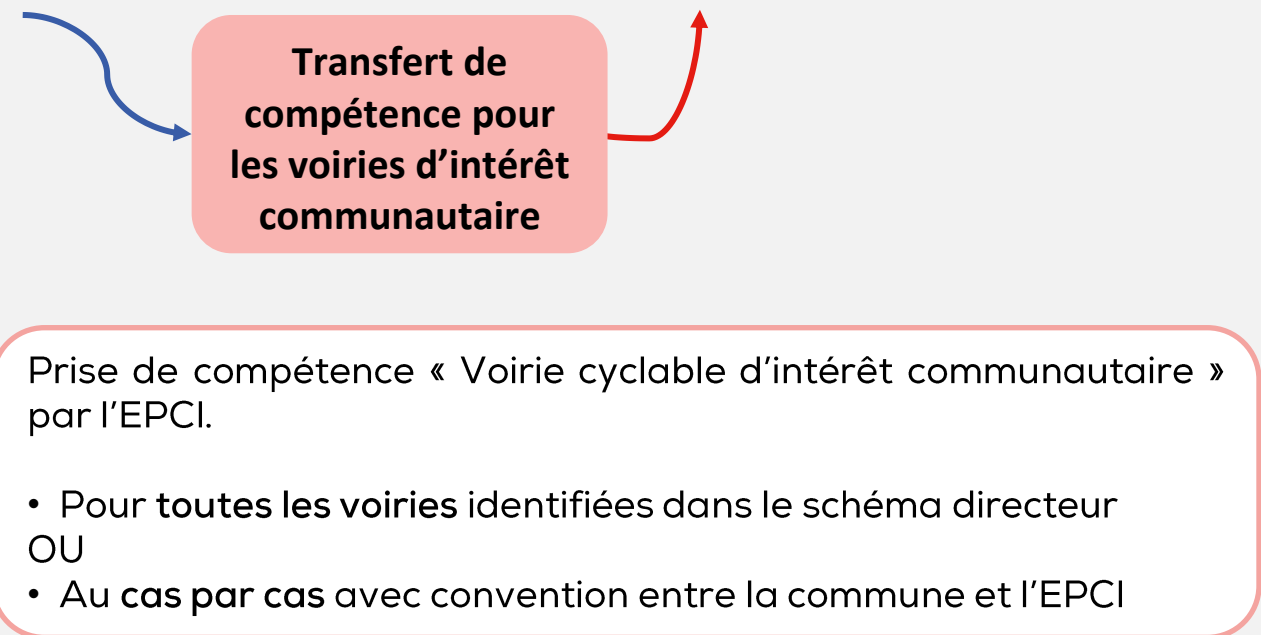 Transfert de
compétence pour
les voiries d’intérêt
communautaire
Prise de compétence « Voirie cyclable d’intérêt communautaire »
par l’EPCI.
• Pour toutes les voiries identifiées dans le schéma directeur
OU
• Au cas par cas avec convention entre la commune et l’EPCI